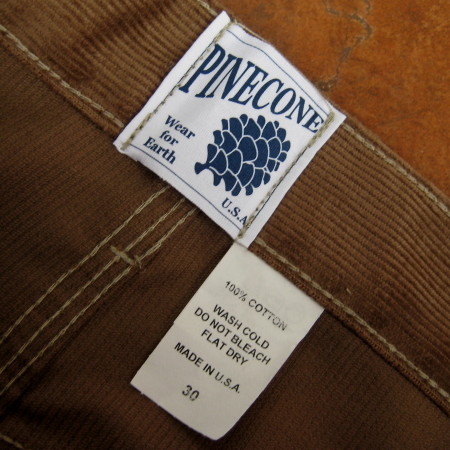 PINECONE
Wear
for
Earth
U.S.A.
100% COTTON
WASH COLD
DO NOT BLEACH
FLAT DRY
MADE IN U.S.A.
30